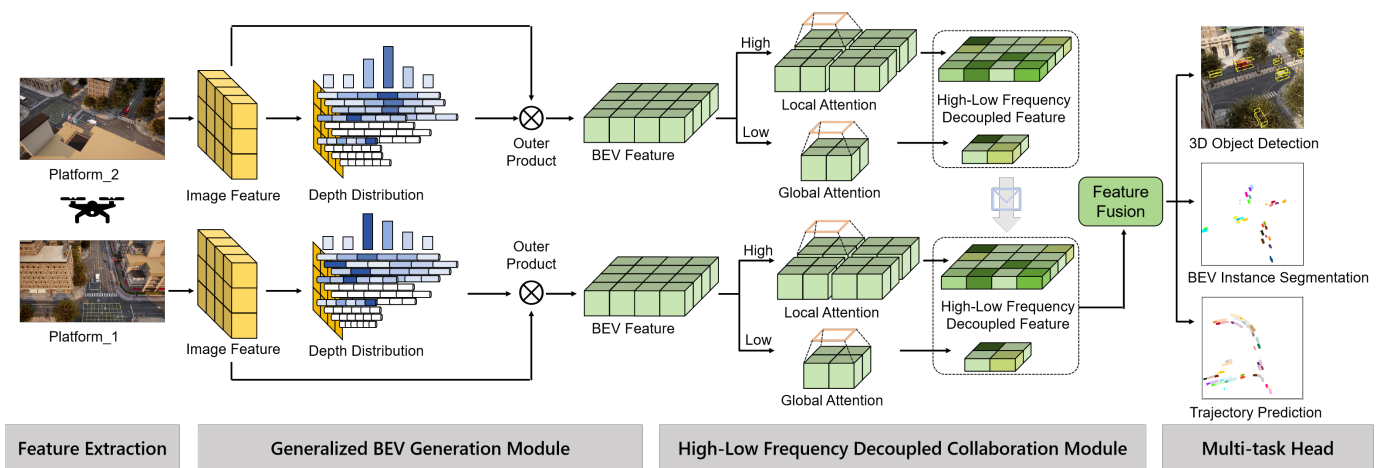 Platform_2
Image Feature
Depth Distribution
Outer
Product
BEV Feature
High
Low
Local Attention
Global Attention
High-Low Frequency
Decoupled Feature
Platform_1
Image Feature
Depth Distribution
Outer
Product
BEV Feature
High
Low
Local Attention
Global Attention
High-Low Frequency
Decoupled Feature
Feature
Fusion
3D Object Detection
BEV Instance Segmentation
Trajectory Prediction
Feature Extraction
Generalized BEV Generation Module
High-Low Frequency Decoupled Collaboration Module
Multi-task Head